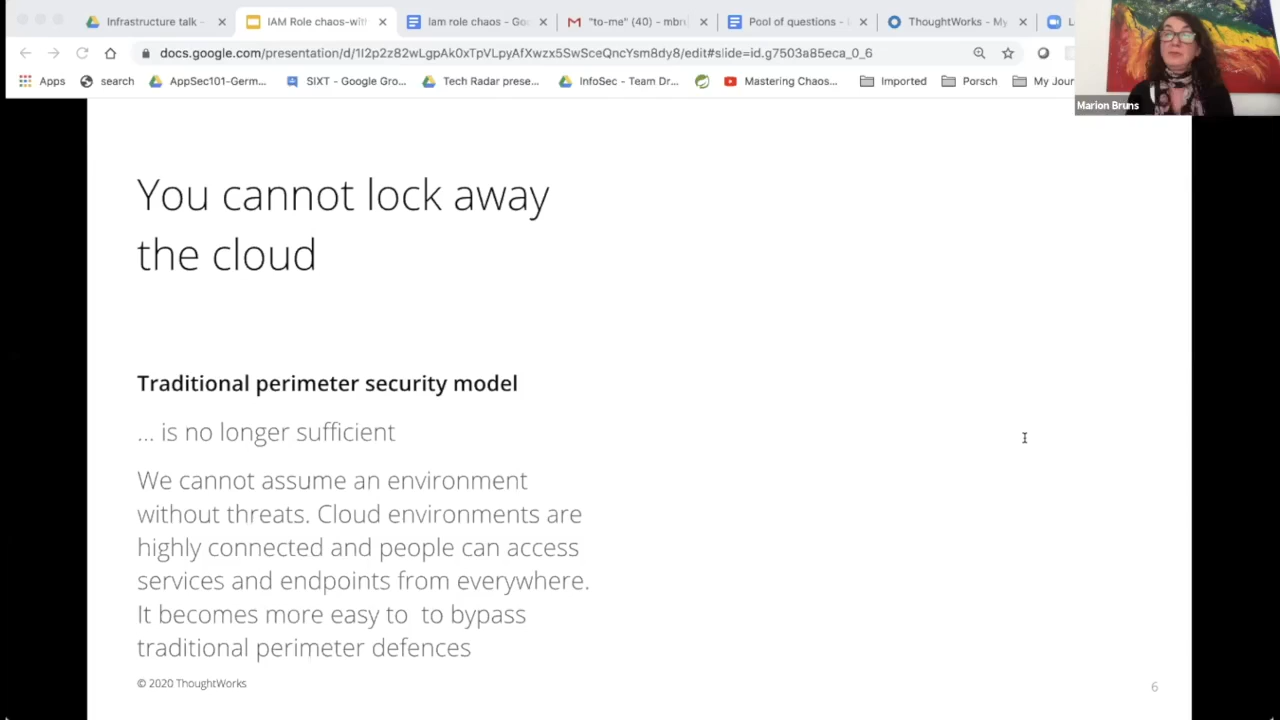 Infrastructure talk -
IAM Role chaos-with
Iam role chaos - Goo
"to-me" (40) - mbru
Pool of questions -
ThoughtWorks - My
docs.google.com/presentation/d/1I2p2z82wLgpAk0xTpVLpyAfXwzx5SwSceQncYsm8dy8/edit#slide=id.g7503a85eca_0_6
Apps
search
AppSec101-Germ...
SIXT - Google Gro...
Tech Radar prese...
InfoSec - Team Dr...
Mastering Chaos...
Imported
Porsch
My Jour
Marion Bruns
You cannot lock away
the cloud
Traditional perimeter security model
... is no longer sufficient
We cannot assume an environment
without threats. Cloud environments are
highly connected and people can access
services and endpoints from everywhere.
It becomes more easy to  to bypass
traditional perimeter defences
© 2020 ThoughtWorks
6